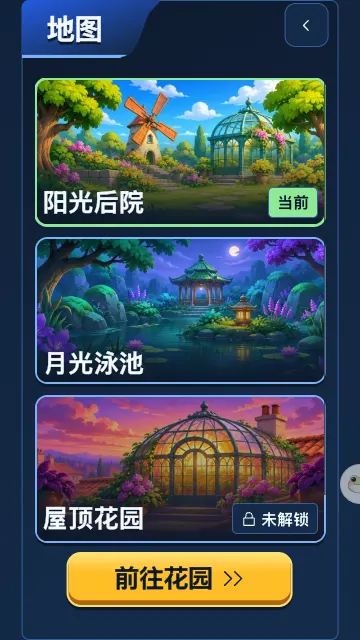 地图
阳光后院
当前
月光泳池
屋顶花园
未解锁
前往花园